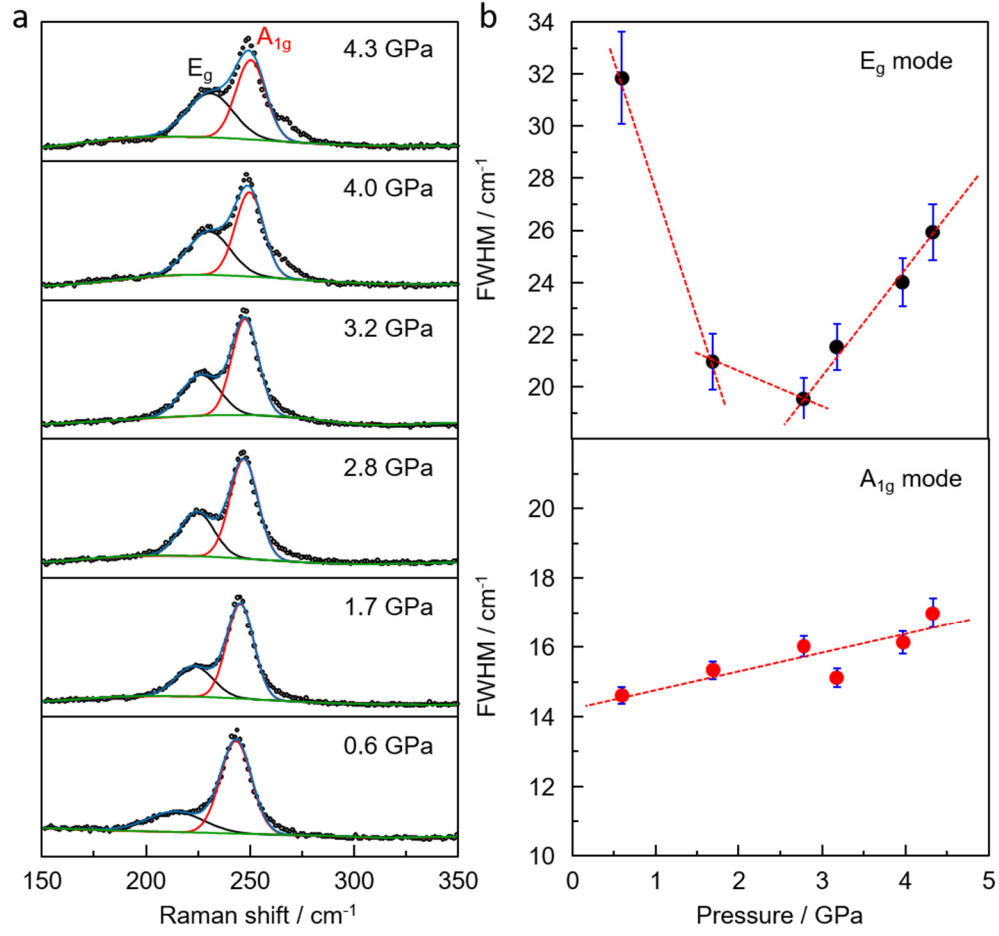 a
A1g
Eg
4.3 GPa
4.0 GPa
3.2 GPa
2.8 GPa
1.7 GPa
0.6 GPa
150 200 250 300 350
Raman shift / cm-1
b
34
32
30
28
26
24
22
20
FWHM / cm-1
Eg mode
20
18
16
14
12
10
FWHM / cm-1
A1g mode
0 1 2 3 4 5
Pressure / GPa